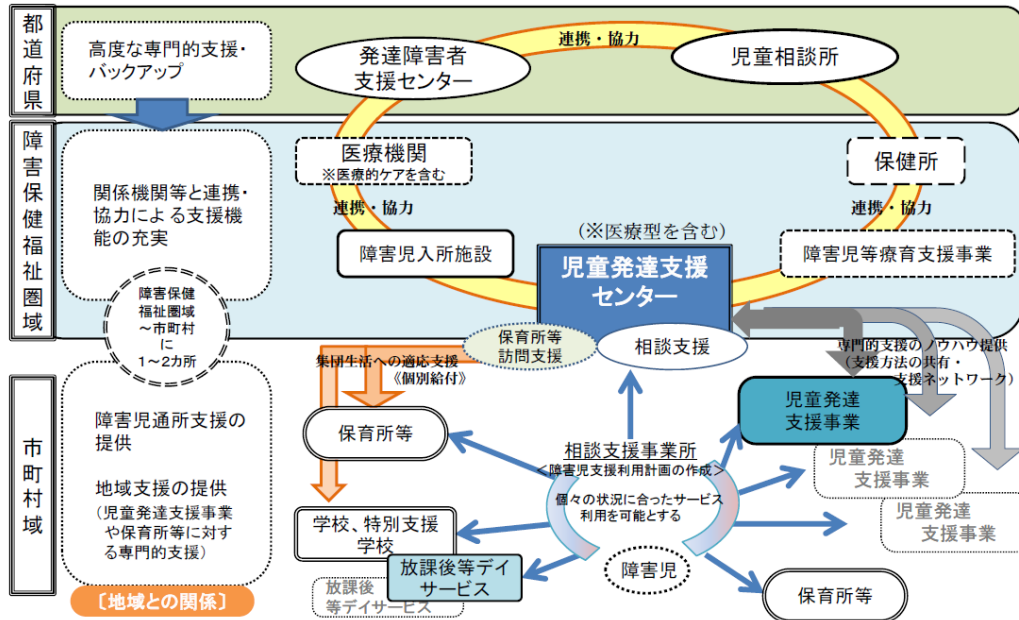 都道府県
高度な専門的支援・
バックアップ
発達障害者
支援センター
連携・協力
児童相談所
障害保健福祉圏域
関係機関等と連携・
協力による支援機
能の充実
医療機関
※医療的ケアを含む
保健所
連携・協力
連携・協力
障害児入所施設
（※医療型を含む）
児童発達支援
センター
障害児等療育支援事業
障害保健
福祉圏域
～市町村
に
１～２カ所
保育所等
訪問支援
相談支援
集団生活への適応支援
《個別給付》
専門的支援のノウハウ提供
（支援方法の共有・
支援ネットワーク）
市町村域
障害児通所支援の
提供
地域支援の提供
（児童発達支援事業
や保育所等に対す
る専門的支援）
〔地域との関係〕
保育所等
相談支援事業所
＜障害児支援利用計画の作成＞
個々の状況に合ったサービス
利用を可能とする
児童発達
支援事業
児童発達
支援事業
児童発達
支援事業
学校、特別支援
学校
放課後等デイ
サービス
放課後
等デイサービス
障害児
保育所等